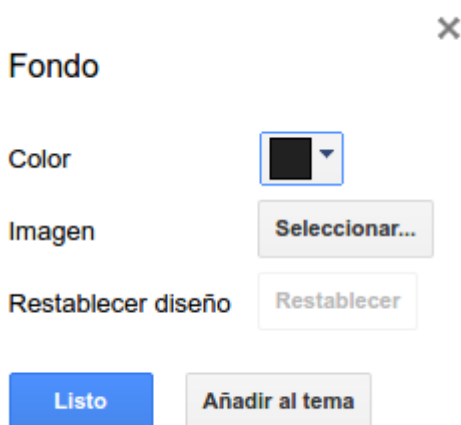 Fondo
Color
Imagen Seleccionar...
Restablecer diseño Restablecer
Listo Añadir al tema